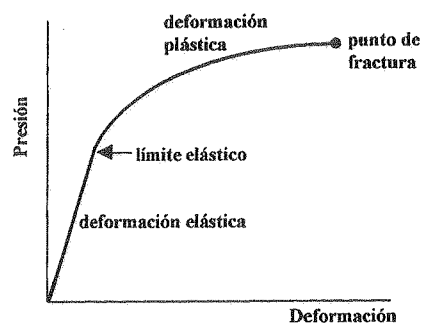 deformación
plástica
punto de
fractura
Presión
límite elástico
deformación elástica
Deformación